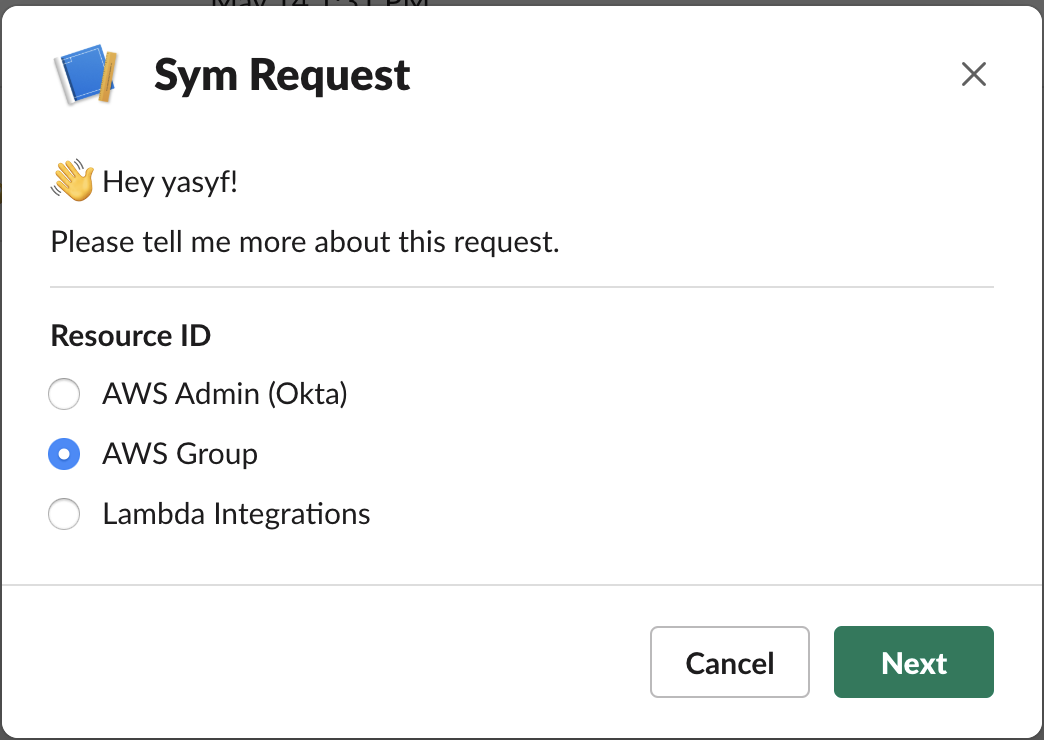 May 14 1:31 PM
Sym Request
Hey yasyf!
Please tell me more about this request.
Resource ID
AWS Admin (Okta)
AWS Group
Lambda Integrations
Cancel
Next